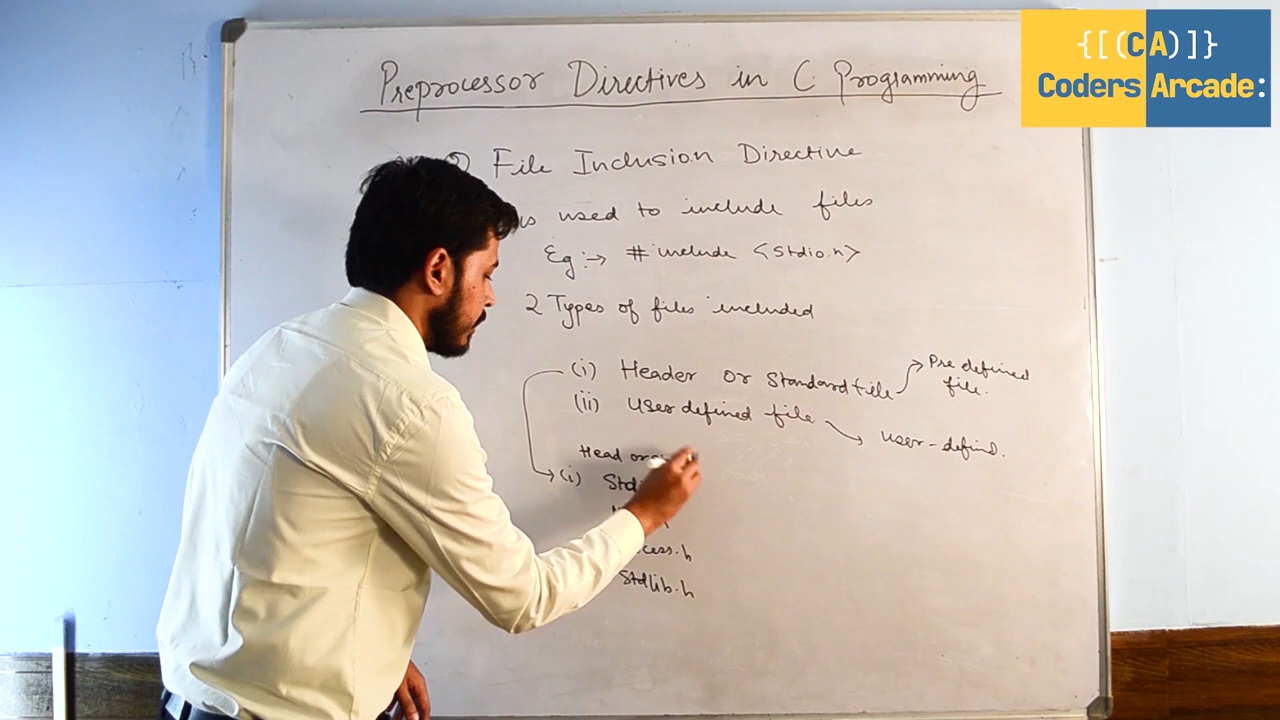 {[(CA)]}
Coders Arcade:
Preprocessor Directives in C Programming
File Inclusion Directive
is used to include files
Eg:→ # include <Stdio.h>
2 Types of files included
(i) Header or Standard file → Pre defined file.
(ii) User defined file → user-defind.
Head or
(i) Std
cess.h
Stdlib.h